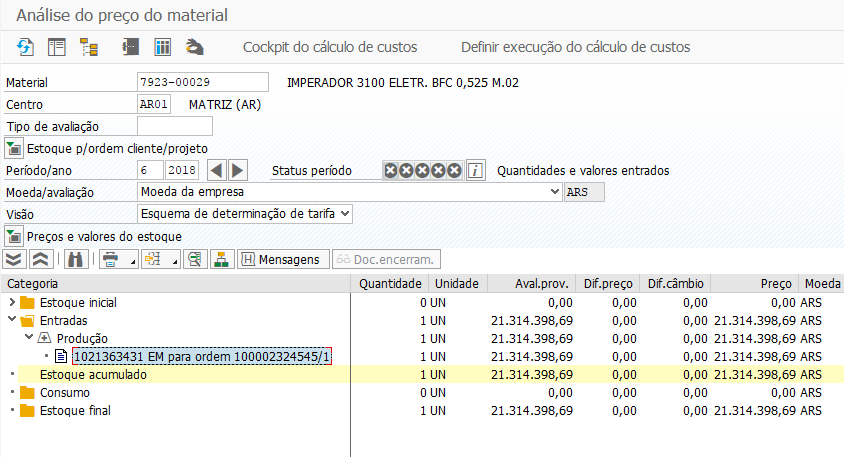 Análise do preço do material
Cockpit do cálculo de custos Definir execução do cálculo de custos
Material 7923-00029 IMPERADOR 3100 ELETR. BFC 0,525 M.02
Centro AR01 MATRIZ (AR)
Tipo de avaliação
Estoque p/ordem cliente/projeto
Período/ano 6 2018 Status período Quantidades e valores entrados
Moeda/avaliação Moeda da empresa ARS
Visão Esquema de determinação de tarifa
Preços e valores do estoque
Mensagens Doc.encerram.
Categoria Quantidade Unidade Aval.prov. Dif.preço Dif.câmbio Preço Moeda
Estoque inicial 0 UN 0,00 0,00 0,00 0,00 ARS
Entradas 1 UN 21.314.398,69 0,00 0,00 21.314.398,69 ARS
Produção 1 UN 21.314.398,69 0,00 0,00 21.314.398,69 ARS
1021363431 EM para ordem 100002324545/1 1 UN 21.314.398,69 0,00 0,00 21.314.398,69 ARS
Estoque acumulado 1 UN 21.314.398,69 0,00 0,00 21.314.398,69 ARS
Consumo 0 UN 0,00 0,00 0,00 0,00 ARS
Estoque final 1 UN 21.314.398,69 0,00 0,00 21.314.398,69 ARS